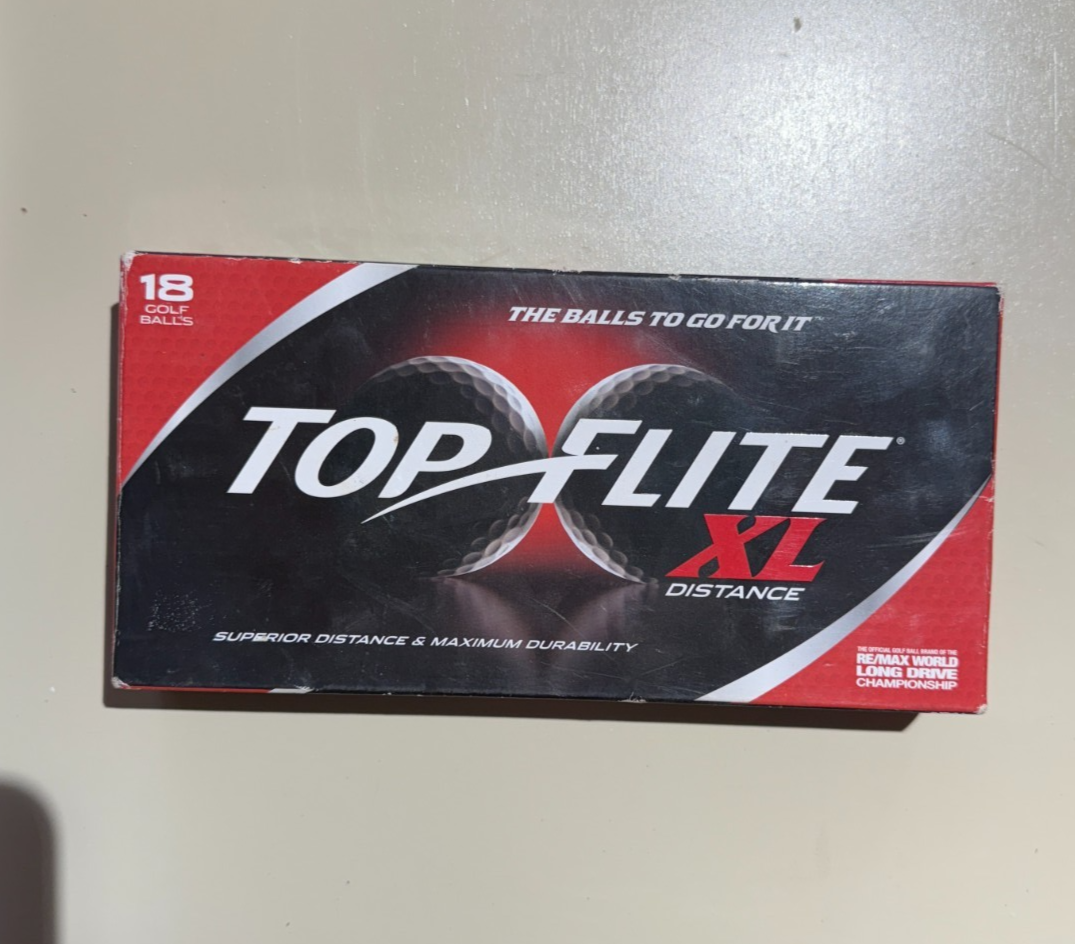 18
GOLF
BALLS
THE BALLS TO GO FOR IT™
TOP FLITE®
XL
DISTANCE
SUPERIOR DISTANCE & MAXIMUM DURABILITY
THE OFFICIAL GOLF BALL BRAND OF THE
RE/MAX WORLD
LONG DRIVE
CHAMPIONSHIP